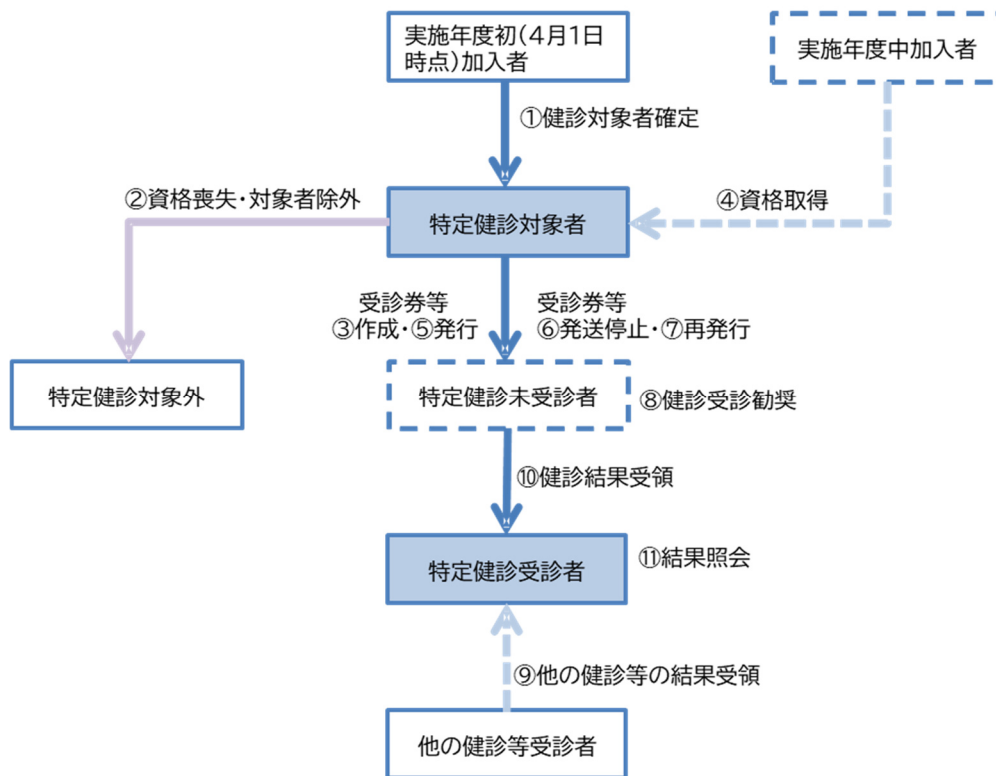 実施年度初(4月1日
時点)加入者
実施年度中加入者
①健診対象者確定
②資格喪失・対象者除外
④資格取得
特定健診対象者
受診券等
③作成・⑤発行
受診券等
⑥発送停止・⑦再発行
特定健診対象外
特定健診未受診者
⑧健診受診勧奨
⑩健診結果受領
特定健診受診者
⑪結果照会
⑨他の健診等の結果受領
他の健診等受診者